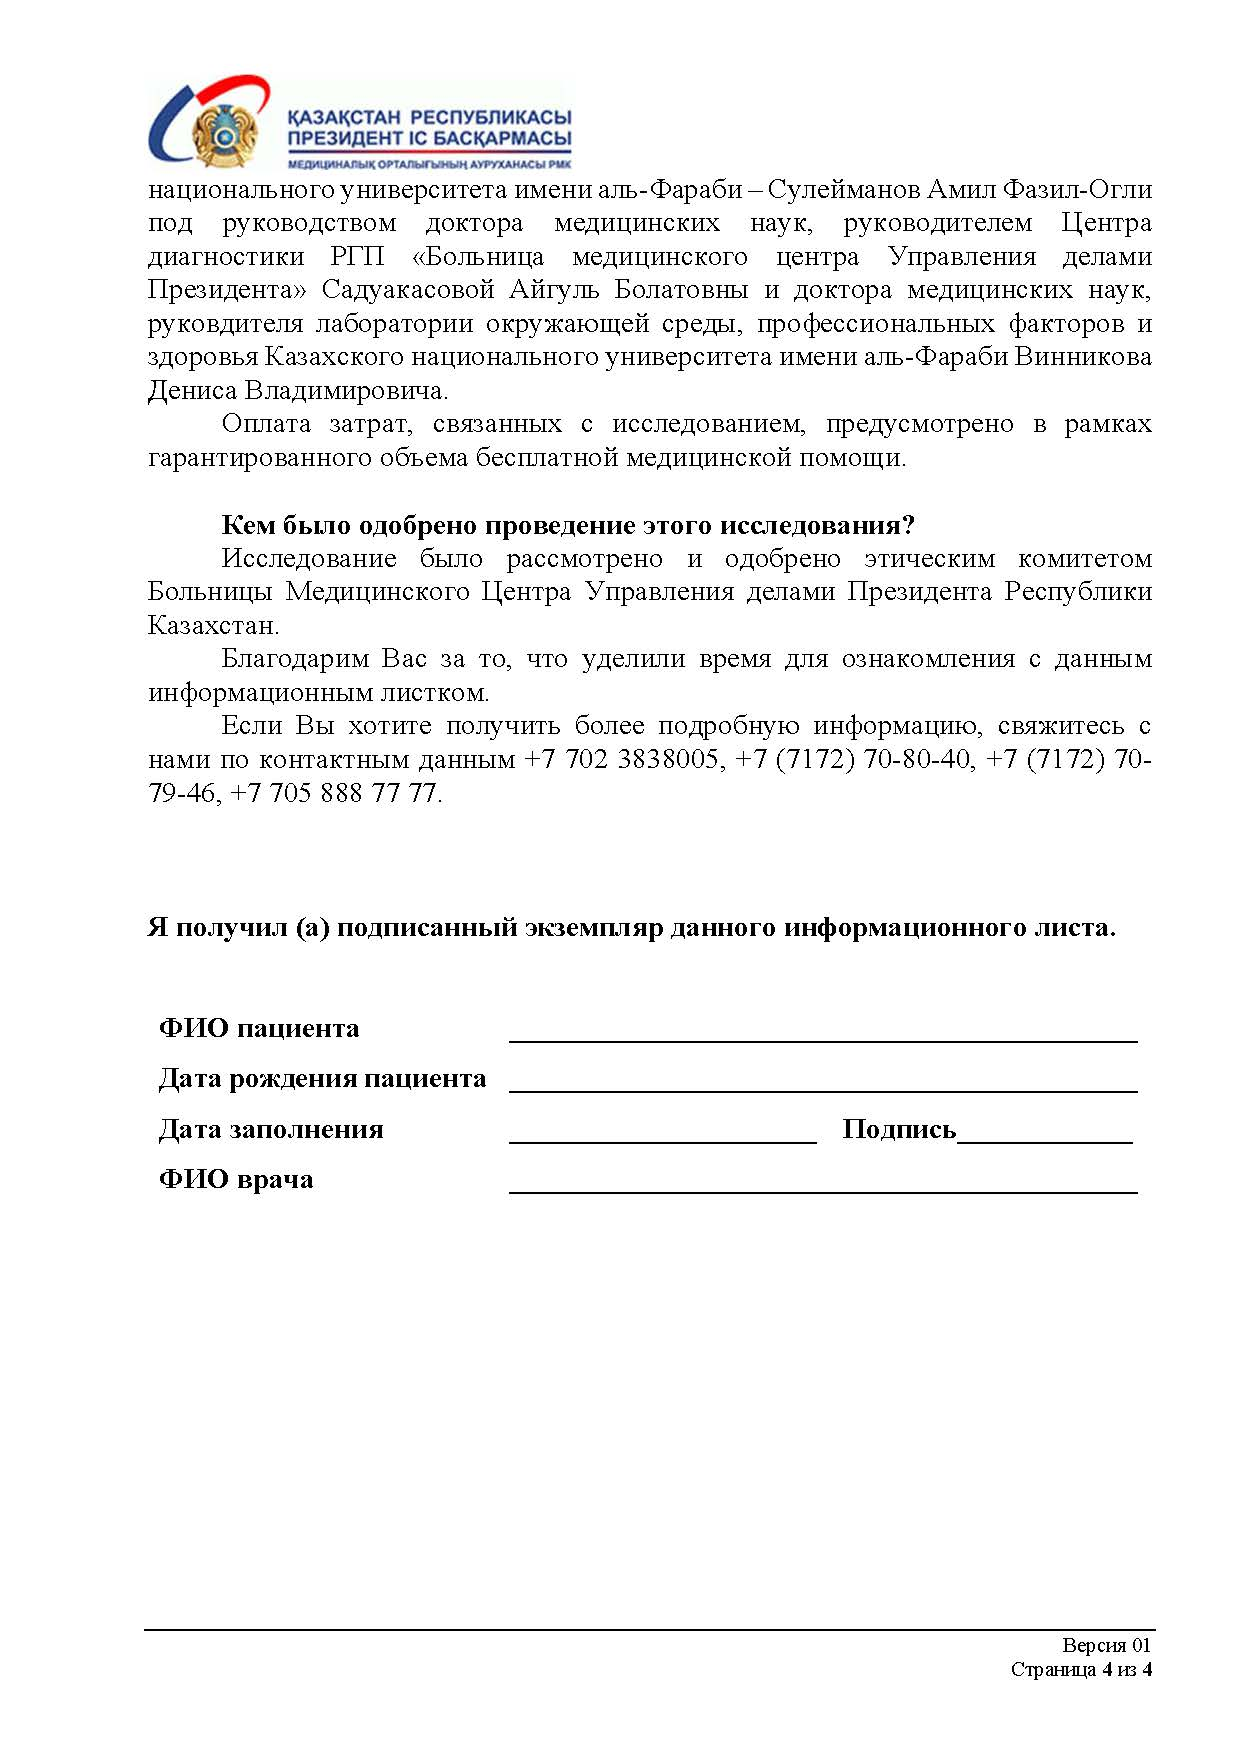 ҚАЗАҚСТАН РЕСПУБЛИКАСЫ
ПРЕЗИДЕНТ ІС БАСҚАРМАСЫ
МЕДИЦИНАЛЫҚ ОРТАЛЫҒЫНЫҢ АУРУХАНАСЫ РМК
национального университета имени аль-Фараби – Сулейманов Амил Фазил-Огли
под руководством доктора медицинских наук, руководителем Центра
диагностики РГП «Больница медицинского центра Управления делами
Президента» Садуакасовой Айгуль Болатовны и доктора медицинских наук,
руковдителя лаборатории окружающей среды, профессиональных факторов и
здоровья Казахского национального университета имени аль-Фараби Винникова
Дениса Владимировича.
Оплата затрат, связанных с исследованием, предусмотрено в рамках
гарантированного объема бесплатной медицинской помощи.
Кем было одобрено проведение этого исследования?
Исследование было рассмотрено и одобрено этическим комитетом
Больницы Медицинского Центра Управления делами Президента Республики
Казахстан.
Благодарим Вас за то, что уделили время для ознакомления с данным
информационным листком.
Если Вы хотите получить более подробную информацию, свяжитесь с
нами по контактным данным +7 702 3838005, +7 (7172) 70-80-40, +7 (7172) 70-
79-46, +7 705 888 77 77.
Я получил (а) подписанный экземпляр данного информационного листа.
ФИО пациента
Дата рождения пациента
Дата заполнения Подпись
ФИО врача
Версия 01
Страница 4 из 4